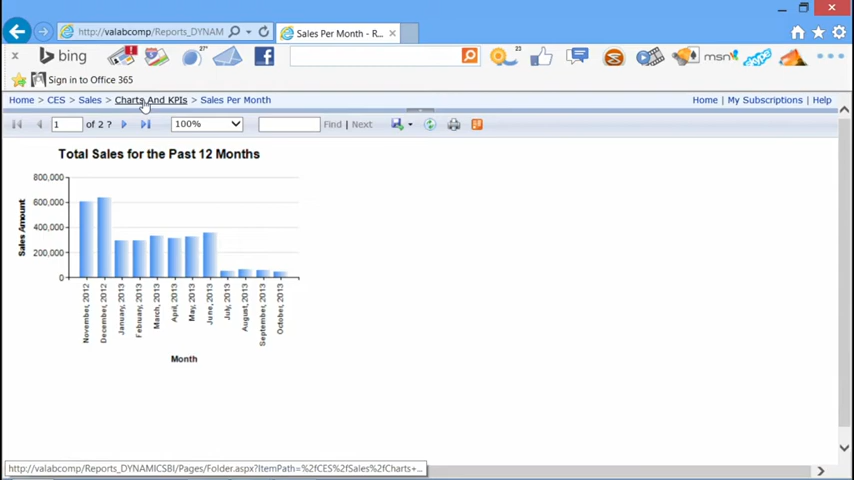 http://valabcomp/Reports_DYNAM
Sales Per Month - R...
bing
27°
23
msn
Sign in to Office 365
Home > CES > Sales > Charts And KPIs > Sales Per Month
Home | My Subscriptions | Help
1 of 2 ? 100% Find | Next
Total Sales for the Past 12 Months
800,000
600,000
400,000
200,000
0
Sales Amount
November, 2012
December, 2012
January, 2013
February, 2013
March, 2013
April, 2013
May, 2013
June, 2013
July, 2013
August, 2013
September, 2013
October, 2013
Month
http://valabcomp/Reports_DYNAMICSBI/Pages/Folder.aspx?ItemPath=%2fCES%2fSales%2fCharts+...